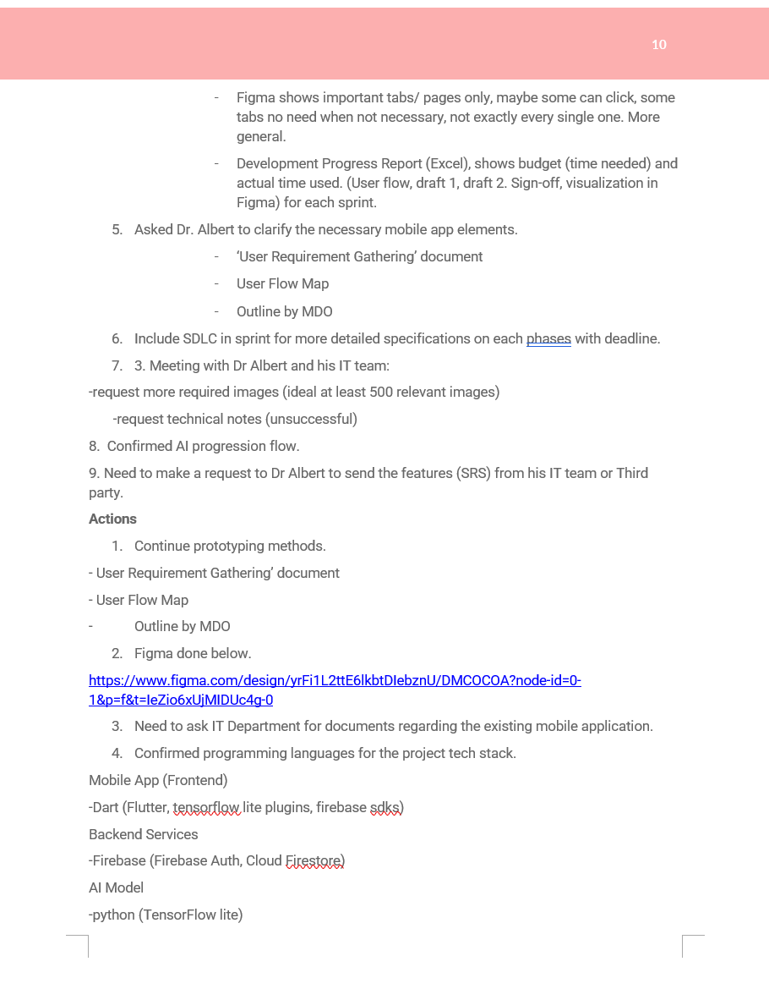 10
- Figma shows important tabs/ pages only, maybe some can click, some
tabs no need when not necessary, not exactly every single one. More
general.
- Development Progress Report (Excel), shows budget (time needed) and
actual time used. (User flow, draft 1, draft 2. Sign-off, visualization in
Figma) for each sprint.
5. Asked Dr. Albert to clarify the necessary mobile app elements.
- ‘User Requirement Gathering’ document
- User Flow Map
- Outline by MDO
6. Include SDLC in sprint for more detailed specifications on each phases with deadline.
7. 3. Meeting with Dr Albert and his IT team:
-request more required images (ideal at least 500 relevant images)
-request technical notes (unsuccessful)
8. Confirmed AI progression flow.
9. Need to make a request to Dr Albert to send the features (SRS) from his IT team or Third
party.
Actions
1. Continue prototyping methods.
- User Requirement Gathering’ document
- User Flow Map
- Outline by MDO
2. Figma done below.
https://www.figma.com/design/yrFi1L2ttE6lkbtDIebznU/DMCOCOA?node-id=0-
1&p=f&t=IeZio6xUjMIDUc4g-0
3. Need to ask IT Department for documents regarding the existing mobile application.
4. Confirmed programming languages for the project tech stack.
Mobile App (Frontend)
-Dart (Flutter, tensorflow lite plugins, firebase sdks)
Backend Services
-Firebase (Firebase Auth, Cloud Firestore)
AI Model
-python (TensorFlow lite)